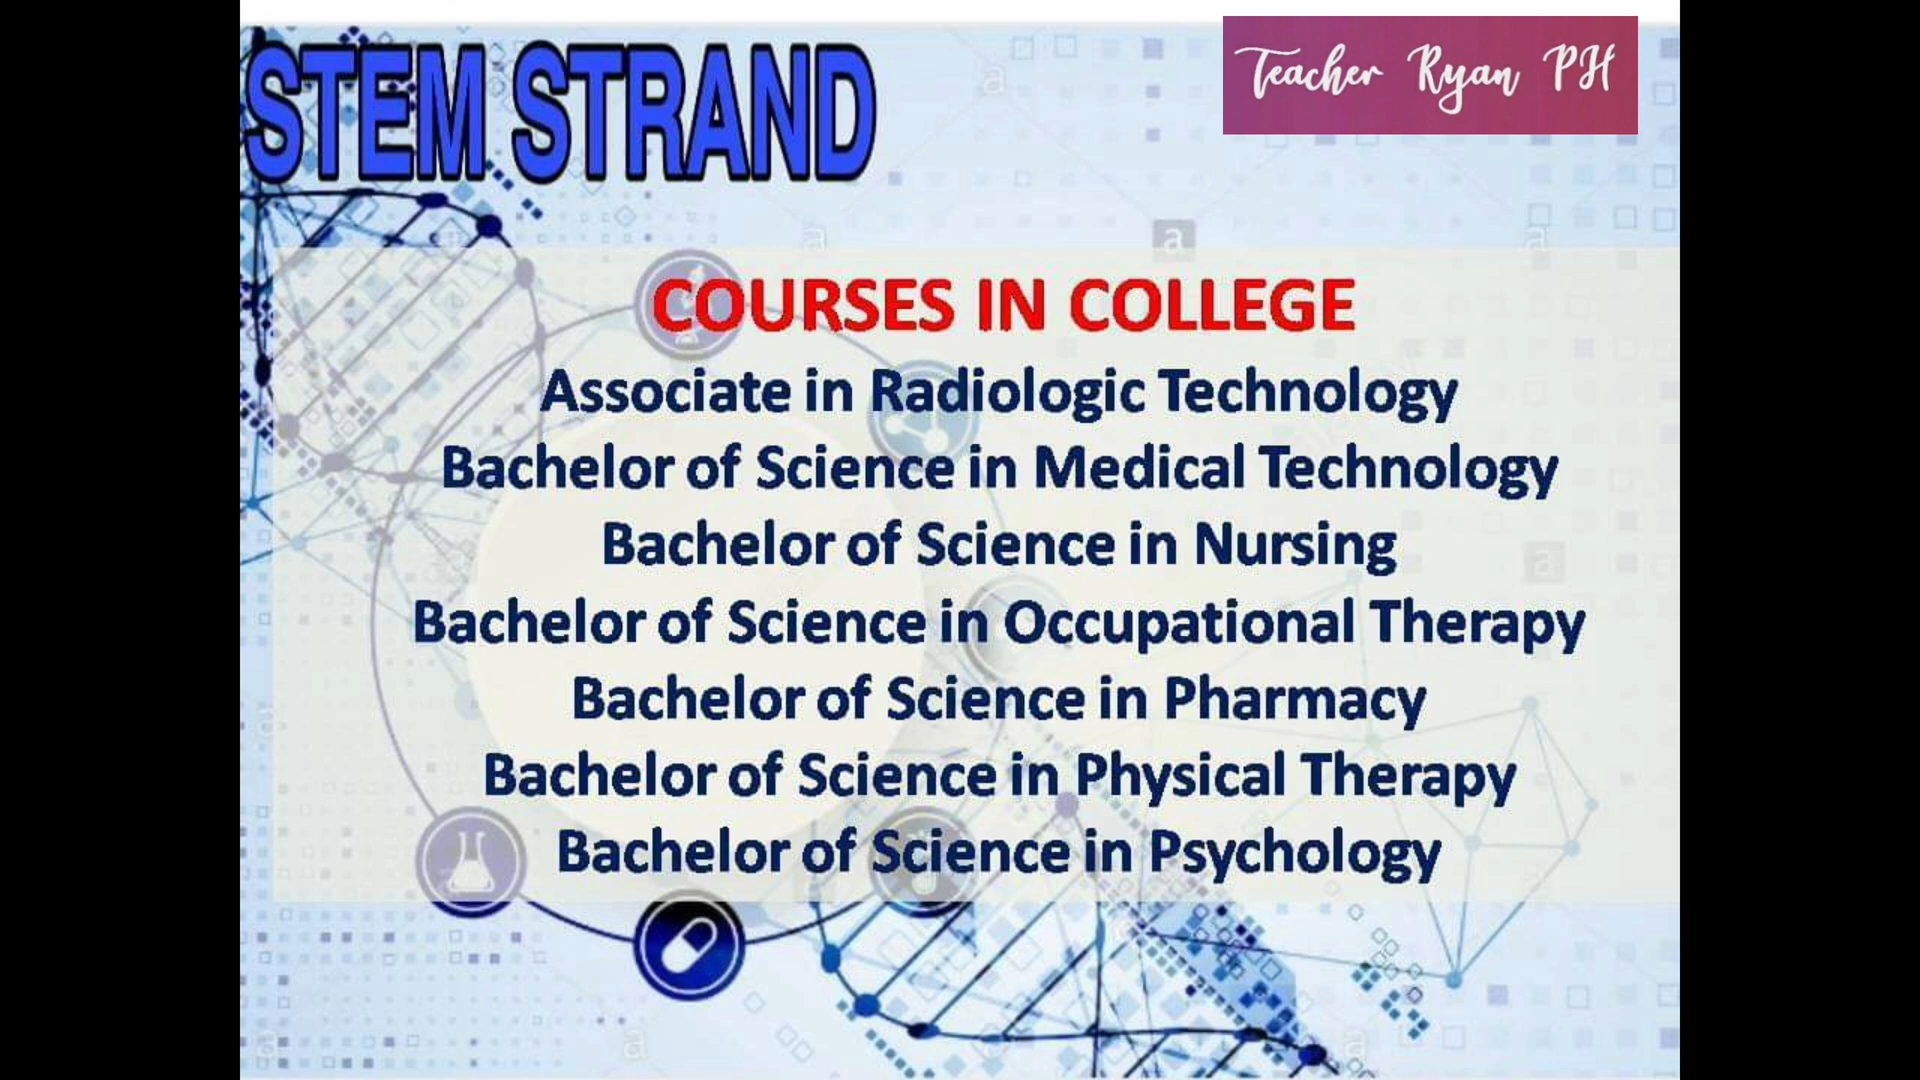 STEM STRAND
Teacher Ryan PH
COURSES IN COLLEGE
Associate in Radiologic Technology
Bachelor of Science in Medical Technology
Bachelor of Science in Nursing
Bachelor of Science in Occupational Therapy
Bachelor of Science in Pharmacy
Bachelor of Science in Physical Therapy
Bachelor of Science in Psychology